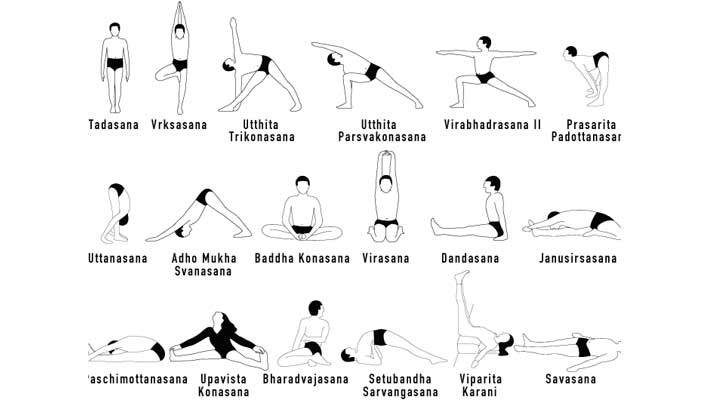 Tadasana Vrksasana Utthita Utthita Virabhadrasana II Prasarita
Trikonasana Parsvakonasana Padottanasar
Uttanasana Adho Mukha Baddha Konasana Virasana Dandasana Janusirsasana
Svanasana
Paschimottanasana Upavista Bharadvajasana Setubandha Viparita Savasana
Konasana Sarvangasana Karani